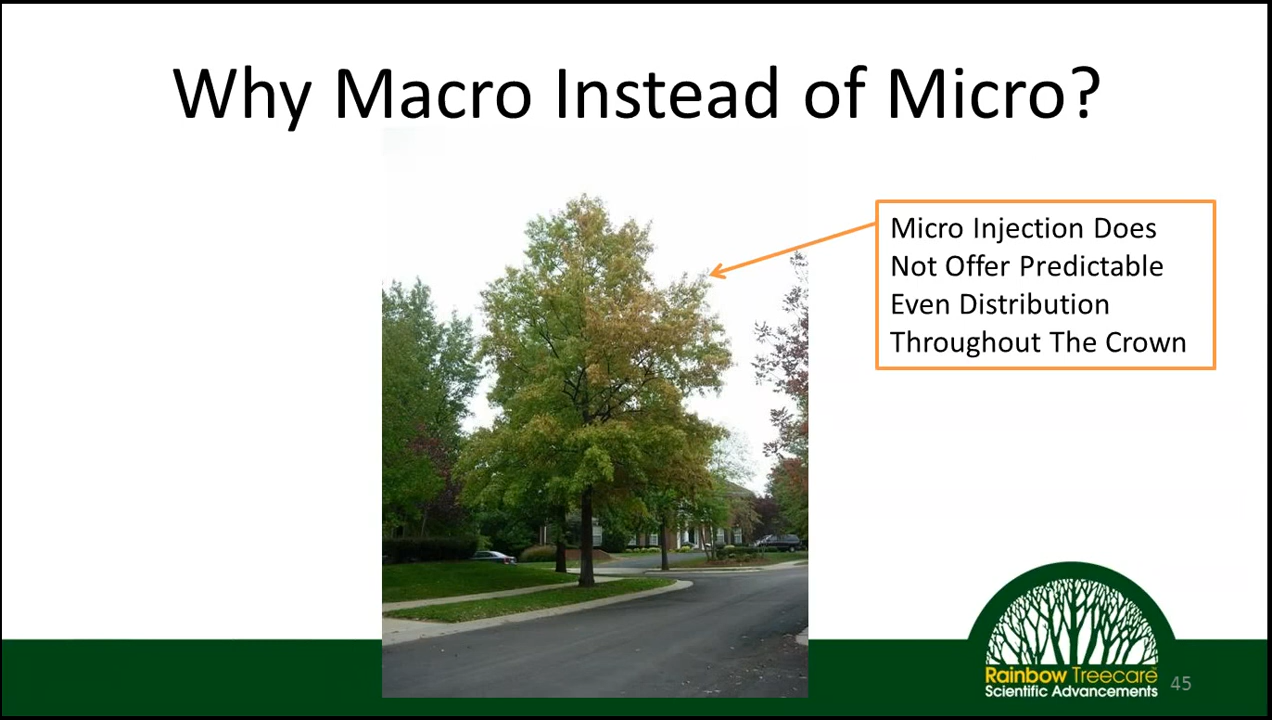 Why Macro Instead of Micro?
Micro Injection Does
Not Offer Predictable
Even Distribution
Throughout The Crown
Rainbow Treecare
Scientific Advancements
45